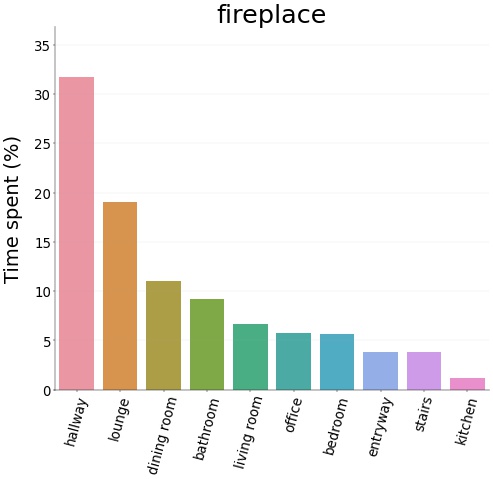 fireplace
Time spent (%)
35
30
25
20
15
10
5
0
hallway
lounge
dining room
bathroom
living room
office
bedroom
entryway
stairs
kitchen